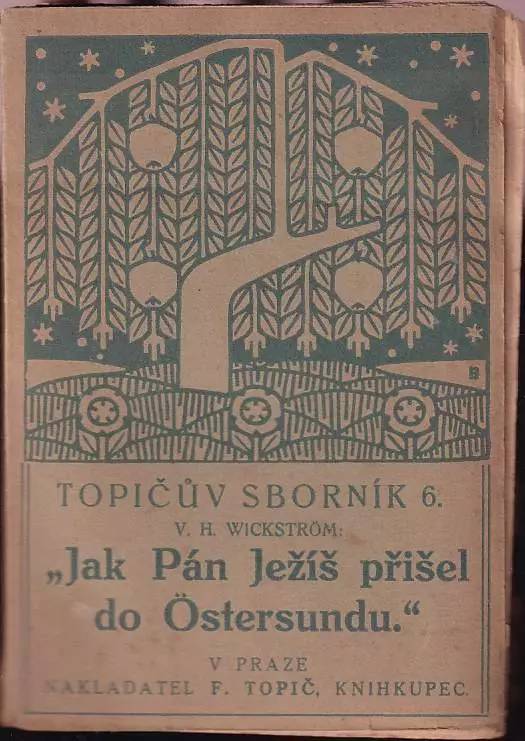 TOPIČŮV SBORNÍK 6.
V. H. WICKSTRÖM:
„Jak Pán Ježíš přišel
do Östersundu.“
V PRAZE
NAKLADATEL F. TOPIČ, KNIHKUPEC.